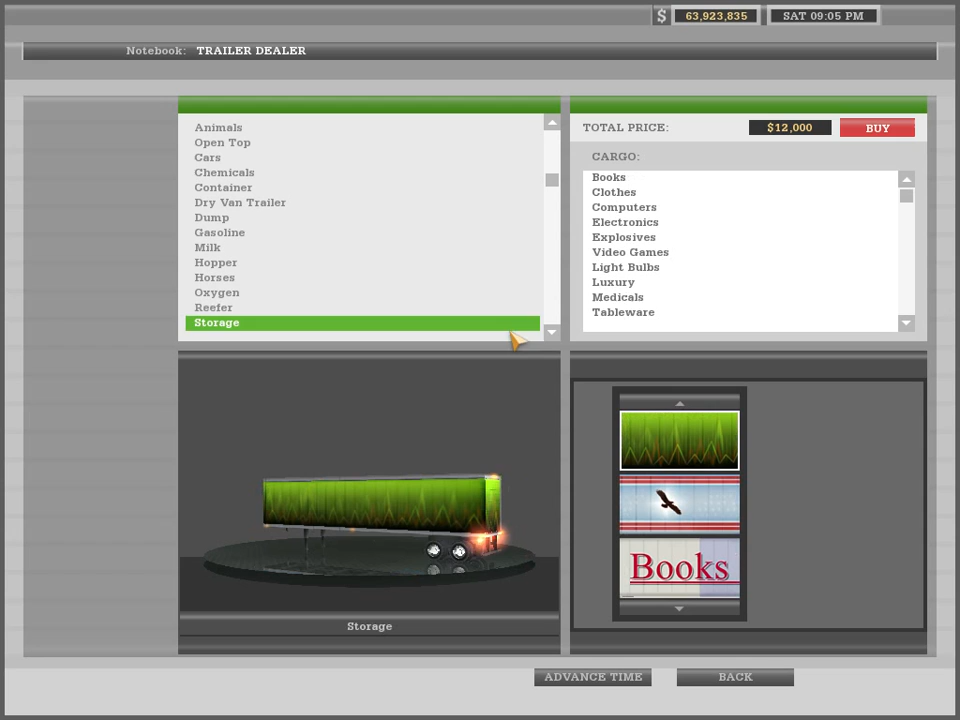 $ 63,923,835 SAT 09:05 PM
Notebook: TRAILER DEALER
Animals
Open Top
Cars
Chemicals
Container
Dry Van Trailer
Dump
Gasoline
Milk
Hopper
Horses
Oxygen
Reefer
Storage
TOTAL PRICE: $12,000 BUY
CARGO:
Books
Clothes
Computers
Electronics
Explosives
Video Games
Light Bulbs
Luxury
Medicals
Tableware
Storage
Books
ADVANCE TIME BACK